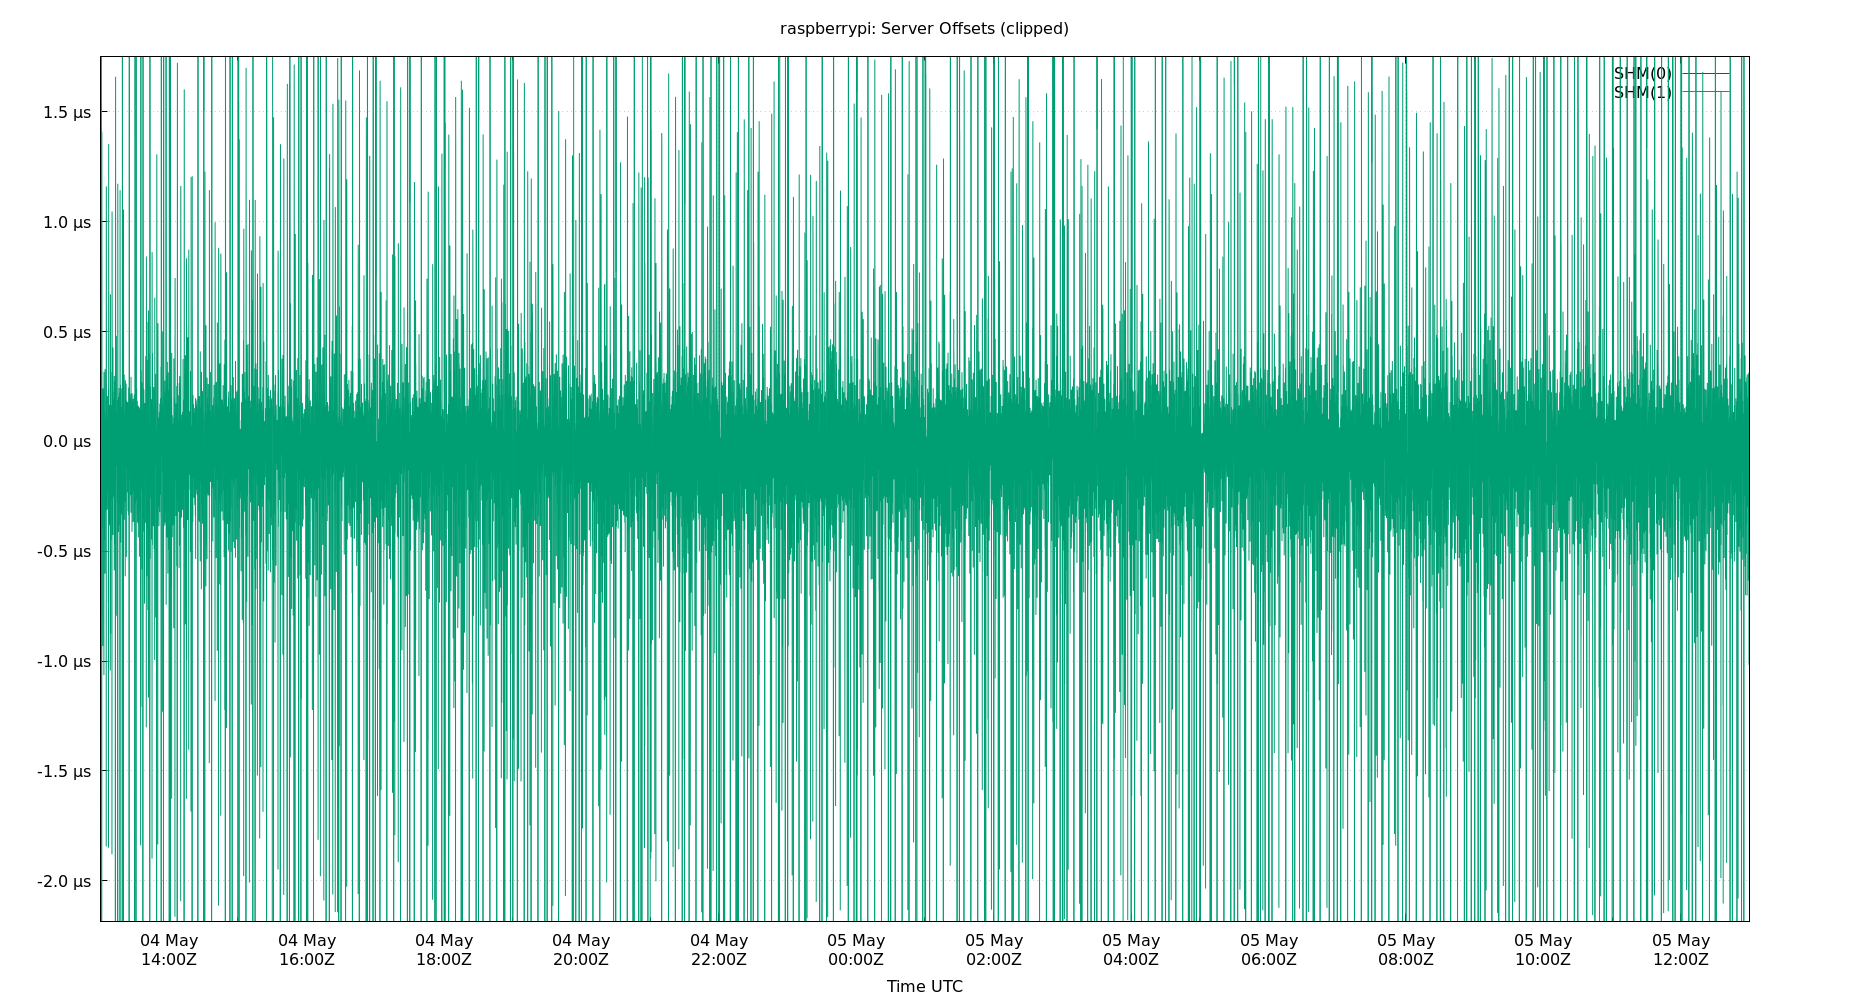 raspberrypi: Server Offsets (clipped)
SHM(0)
SHM(1)
1.5 µs
1.0 µs
0.5 µs
0.0 µs
-0.5 µs
-1.0 µs
-1.5 µs
-2.0 µs
04 May 04 May 04 May 04 May 04 May 05 May 05 May 05 May 05 May 05 May 05 May 05 May
14:00Z 16:00Z 18:00Z 20:00Z 22:00Z 00:00Z 02:00Z 04:00Z 06:00Z 08:00Z 10:00Z 12:00Z
Time UTC